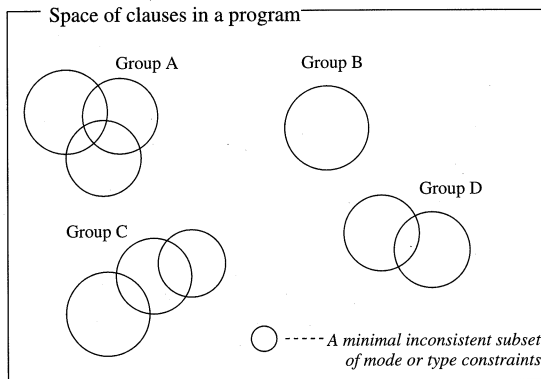 Space of clauses in a program
Group A
Group B
Group D
Group C
A minimal inconsistent subset
of mode or type constraints